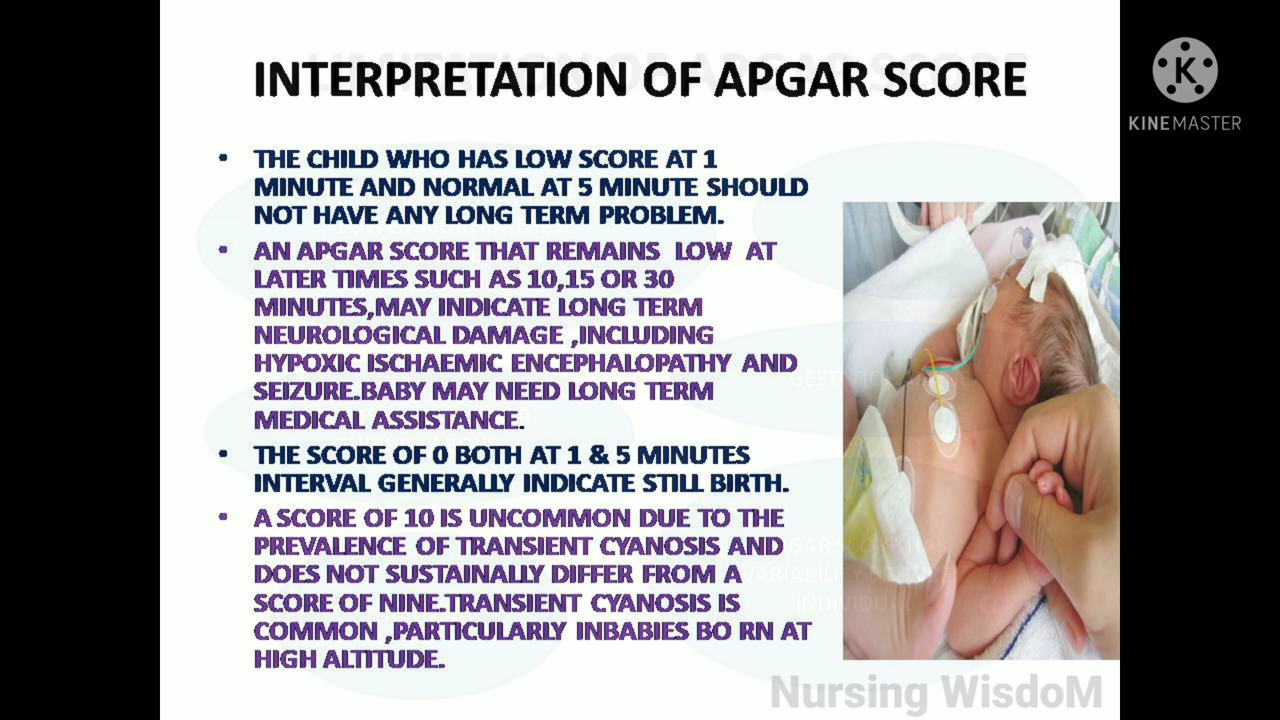 INTERPRETATION OF APGAR SCORE
• THE CHILD WHO HAS LOW SCORE AT 1
MINUTE AND NORMAL AT 5 MINUTE SHOULD
NOT HAVE ANY LONG TERM PROBLEM.
• AN APGAR SCORE THAT REMAINS LOW AT
LATER TIMES SUCH AS 10,15 OR 30
MINUTES,MAY INDICATE LONG TERM
NEUROLOGICAL DAMAGE ,INCLUDING
HYPOXIC ISCHAEMIC ENCEPHALOPATHY AND
SEIZURE.BABY MAY NEED LONG TERM
MEDICAL ASSISTANCE.
• THE SCORE OF 0 BOTH AT 1 & 5 MINUTES
INTERVAL GENERALLY INDICATE STILL BIRTH.
• A SCORE OF 10 IS UNCOMMON DUE TO THE
PREVALENCE OF TRANSIENT CYANOSIS AND
DOES NOT SUSTAINALLY DIFFER FROM A
SCORE OF NINE.TRANSIENT CYANOSIS IS
COMMON ,PARTICULARLY INBABIES BO RN AT
HIGH ALTITUDE.
K
KINEMASTER
Nursing WisdoM